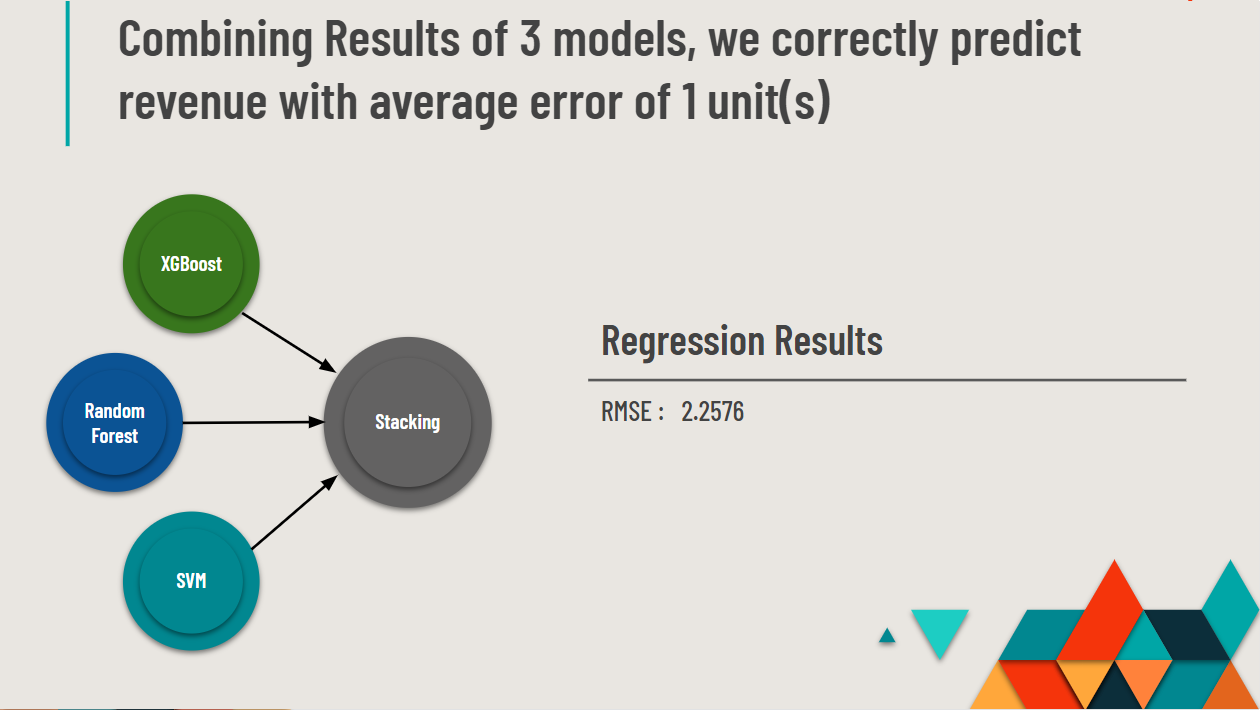 Combining Results of 3 models, we correctly predict
revenue with average error of 1 unit(s)
XGBoost
Random
Forest
SVM
Stacking
Regression Results
RMSE : 2.2576